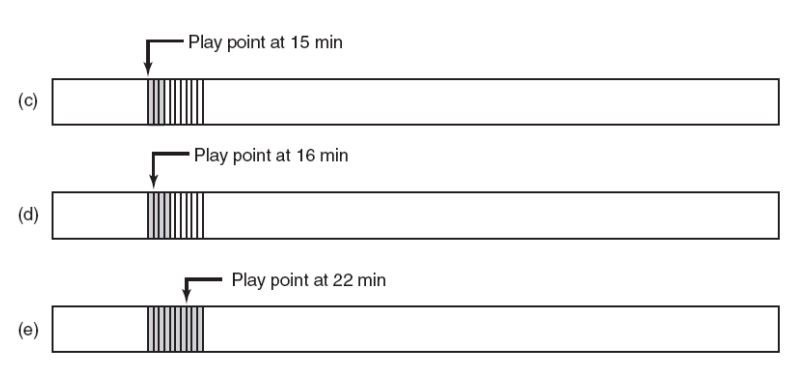 Play point at 15 min
(c)
Play point at 16 min
(d)
Play point at 22 min
(e)